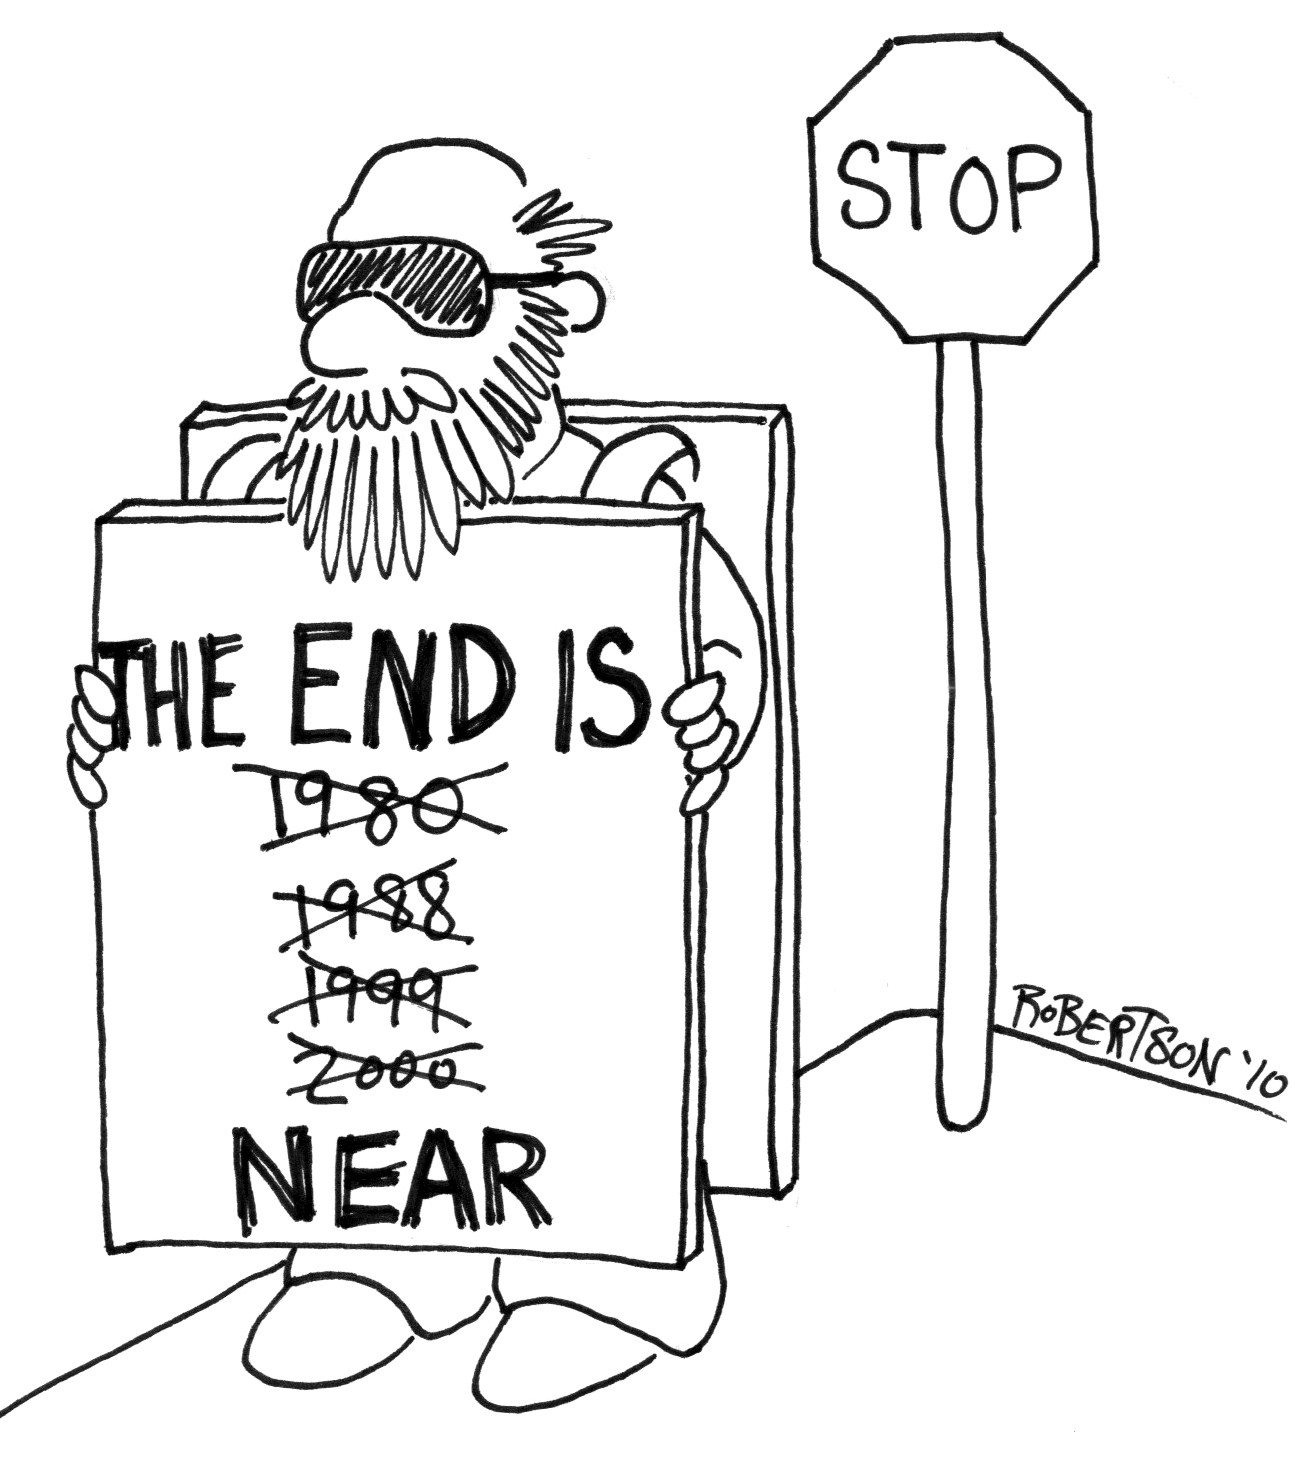 STOP
THE END IS
1980
1988
1999
2000
NEAR
ROBERTSON '10